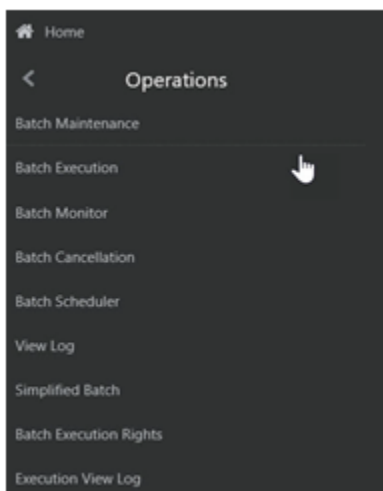 Home
Operations
Batch Maintenance
Batch Execution
Batch Monitor
Batch Cancellation
Batch Scheduler
View Log
Simplified Batch
Batch Execution Rights
Execution View Log